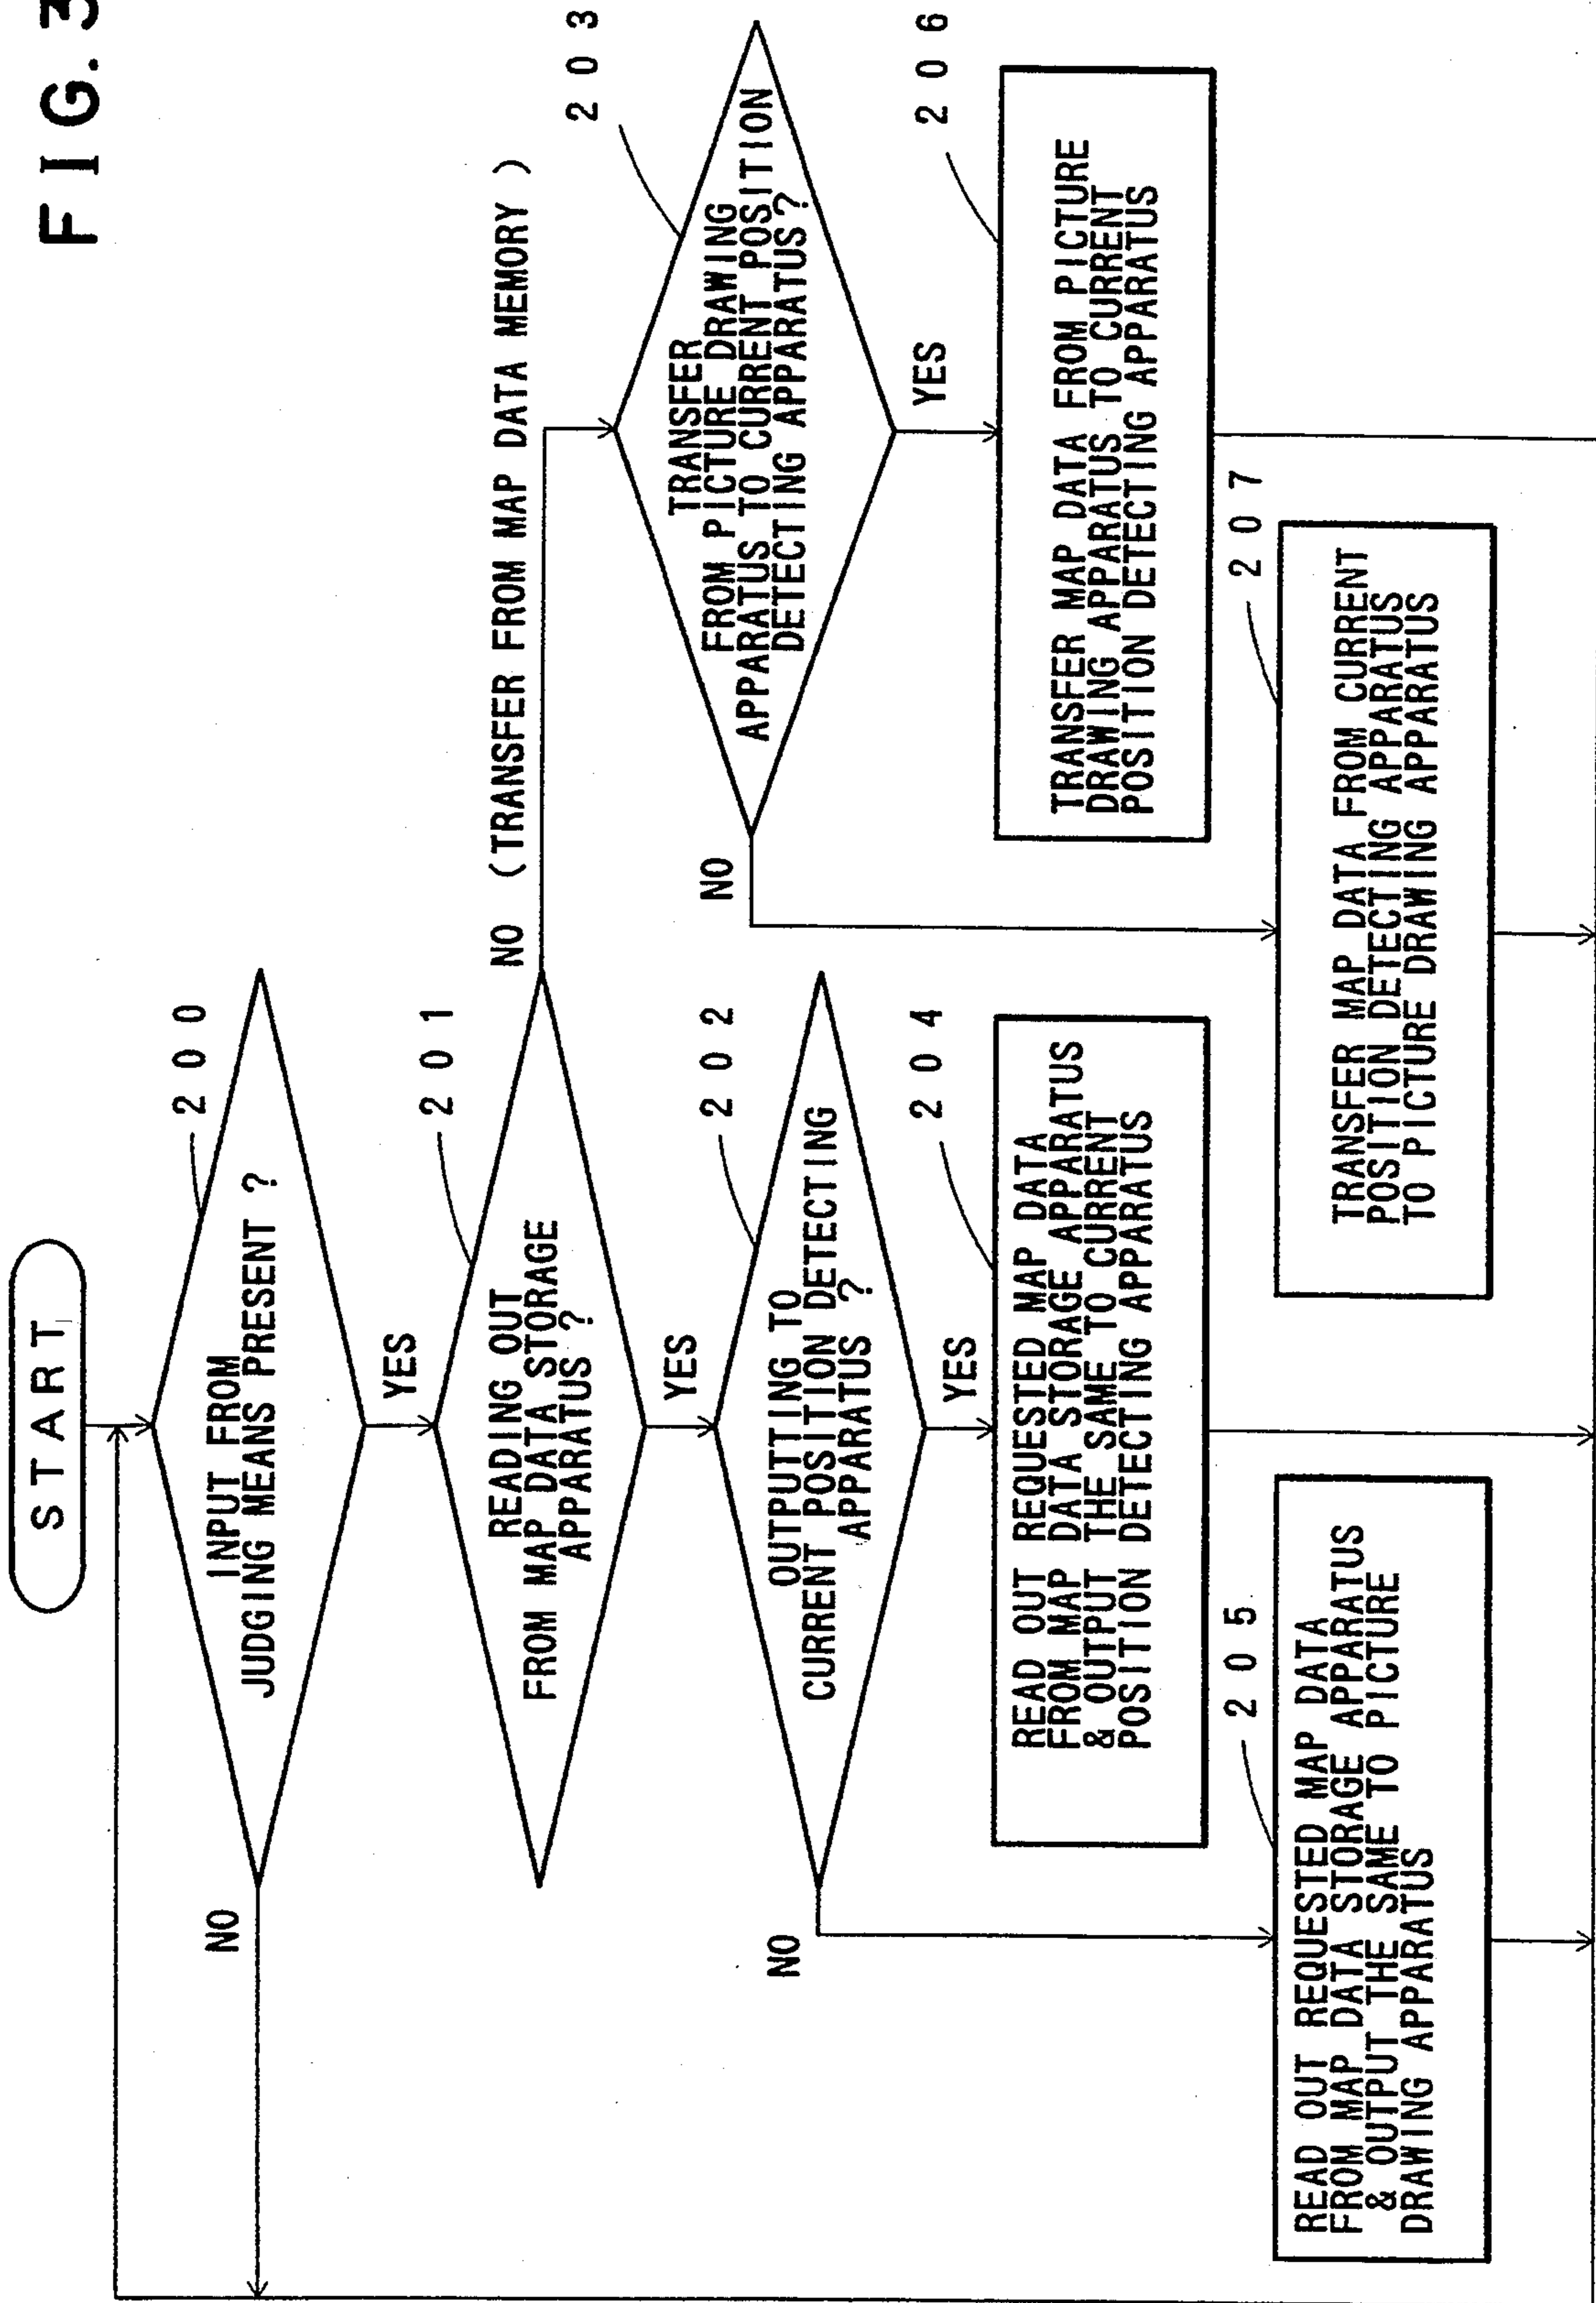 FIG. 3
START
INPUT FROM
JUDGING MEANS PRESENT ?
200
NO
YES
READING OUT
FROM MAP DATA STORAGE
APPARATUS ?
201
NO (TRANSFER FROM MAP DATA MEMORY)
YES
OUTPUTTING TO
CURRENT POSITION DETECTING
APPARATUS ?
202
NO
YES
TRANSFER
FROM PICTURE DRAWING
APPARATUS TO CURRENT POSITION
DETECTING APPARATUS ?
203
NO
YES
READ OUT REQUESTED MAP DATA
FROM MAP DATA STORAGE APPARATUS
& OUTPUT THE SAME TO CURRENT
POSITION DETECTING APPARATUS
204
TRANSFER MAP DATA FROM PICTURE
DRAWING APPARATUS TO CURRENT
POSITION DETECTING APPARATUS
206
READ OUT REQUESTED MAP DATA
FROM MAP DATA STORAGE APPARATUS
& OUTPUT THE SAME TO PICTURE
DRAWING APPARATUS
205
TRANSFER MAP DATA FROM CURRENT
POSITION DETECTING APPARATUS
TO PICTURE DRAWING APPARATUS
207